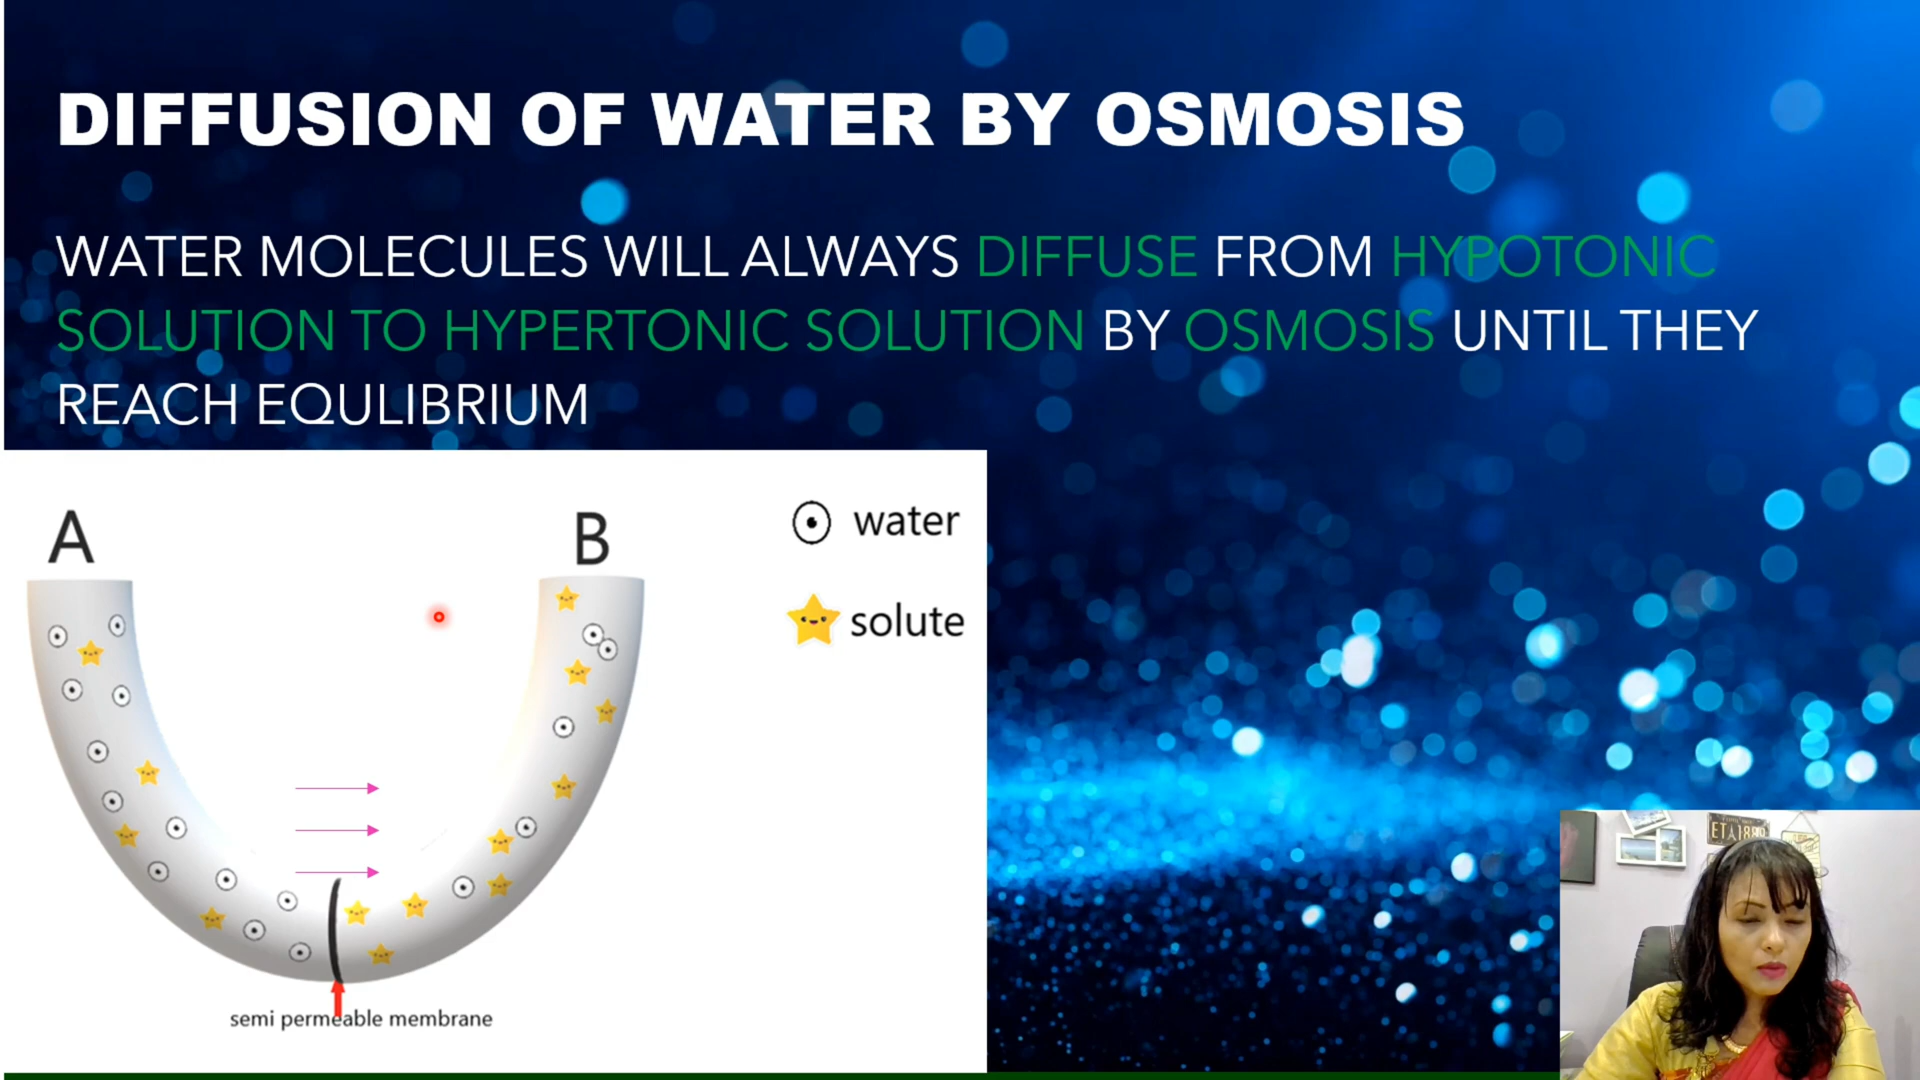 DIFFUSION OF WATER BY OSMOSIS
WATER MOLECULES WILL ALWAYS DIFFUSE FROM HYPOTONIC
SOLUTION TO HYPERTONIC SOLUTION BY OSMOSIS UNTIL THEY
REACH EQULIBRIUM
A
B
water
solute
semi permeable membrane